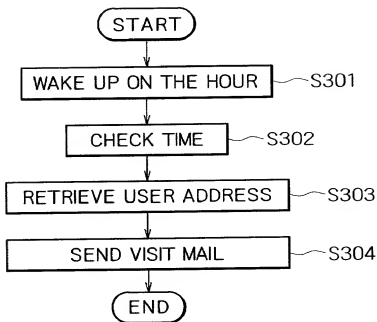 START
WAKE UP ON THE HOUR S301
CHECK TIME S302
RETRIEVE USER ADDRESS S303
SEND VISIT MAIL S304
END